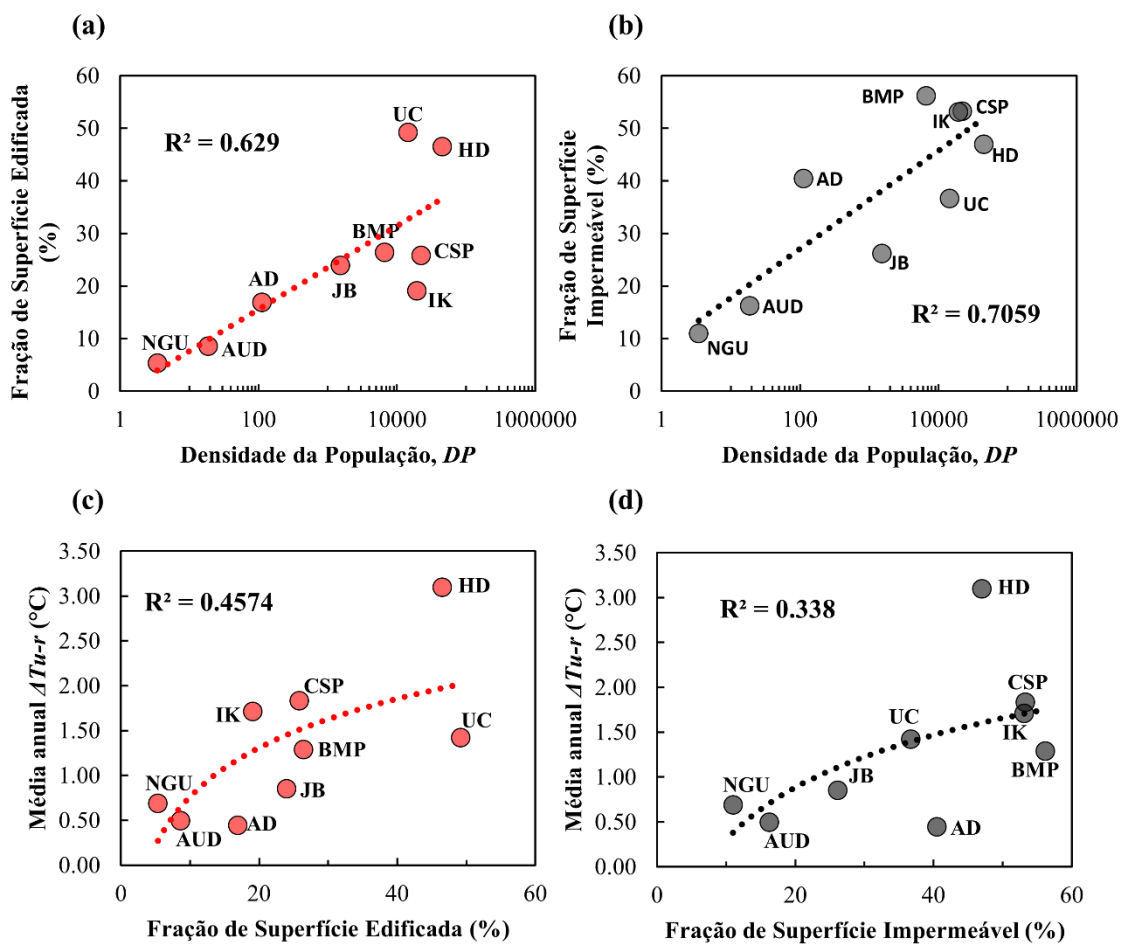 (a)
Fração de Superfície Edificada
(%)
60
50
40
30
20
10
0
R² = 0.629
UC
HD
BMP
CSP
AD
JB
IK
NGU
AUD
1
100
10000
1000000
Densidade da População, DP
(b)
Fração de Superfície
Impermeável (%)
60
50
40
30
20
10
0
BMP
CSP
IK
HD
AD
UC
JB
AUD
R² = 0.7059
NGU
1
100
10000
1000000
Densidade da População, DP
(c)
Média anual ΔTu-r (°C)
3.50
3.00
2.50
2.00
1.50
1.00
0.50
0.00
R² = 0.4574
HD
CSP
IK
UC
BMP
NGU
JB
AUD
AD
0
20
40
60
Fração de Superfície Edificada (%)
(d)
Média anual ΔTu-r (°C)
3.50
3.00
2.50
2.00
1.50
1.00
0.50
0.00
R² = 0.338
HD
CSP
UC
IK
JB
BMP
NGU
AUD
AD
0
20
40
60
Fração de Superfície Impermeável (%)